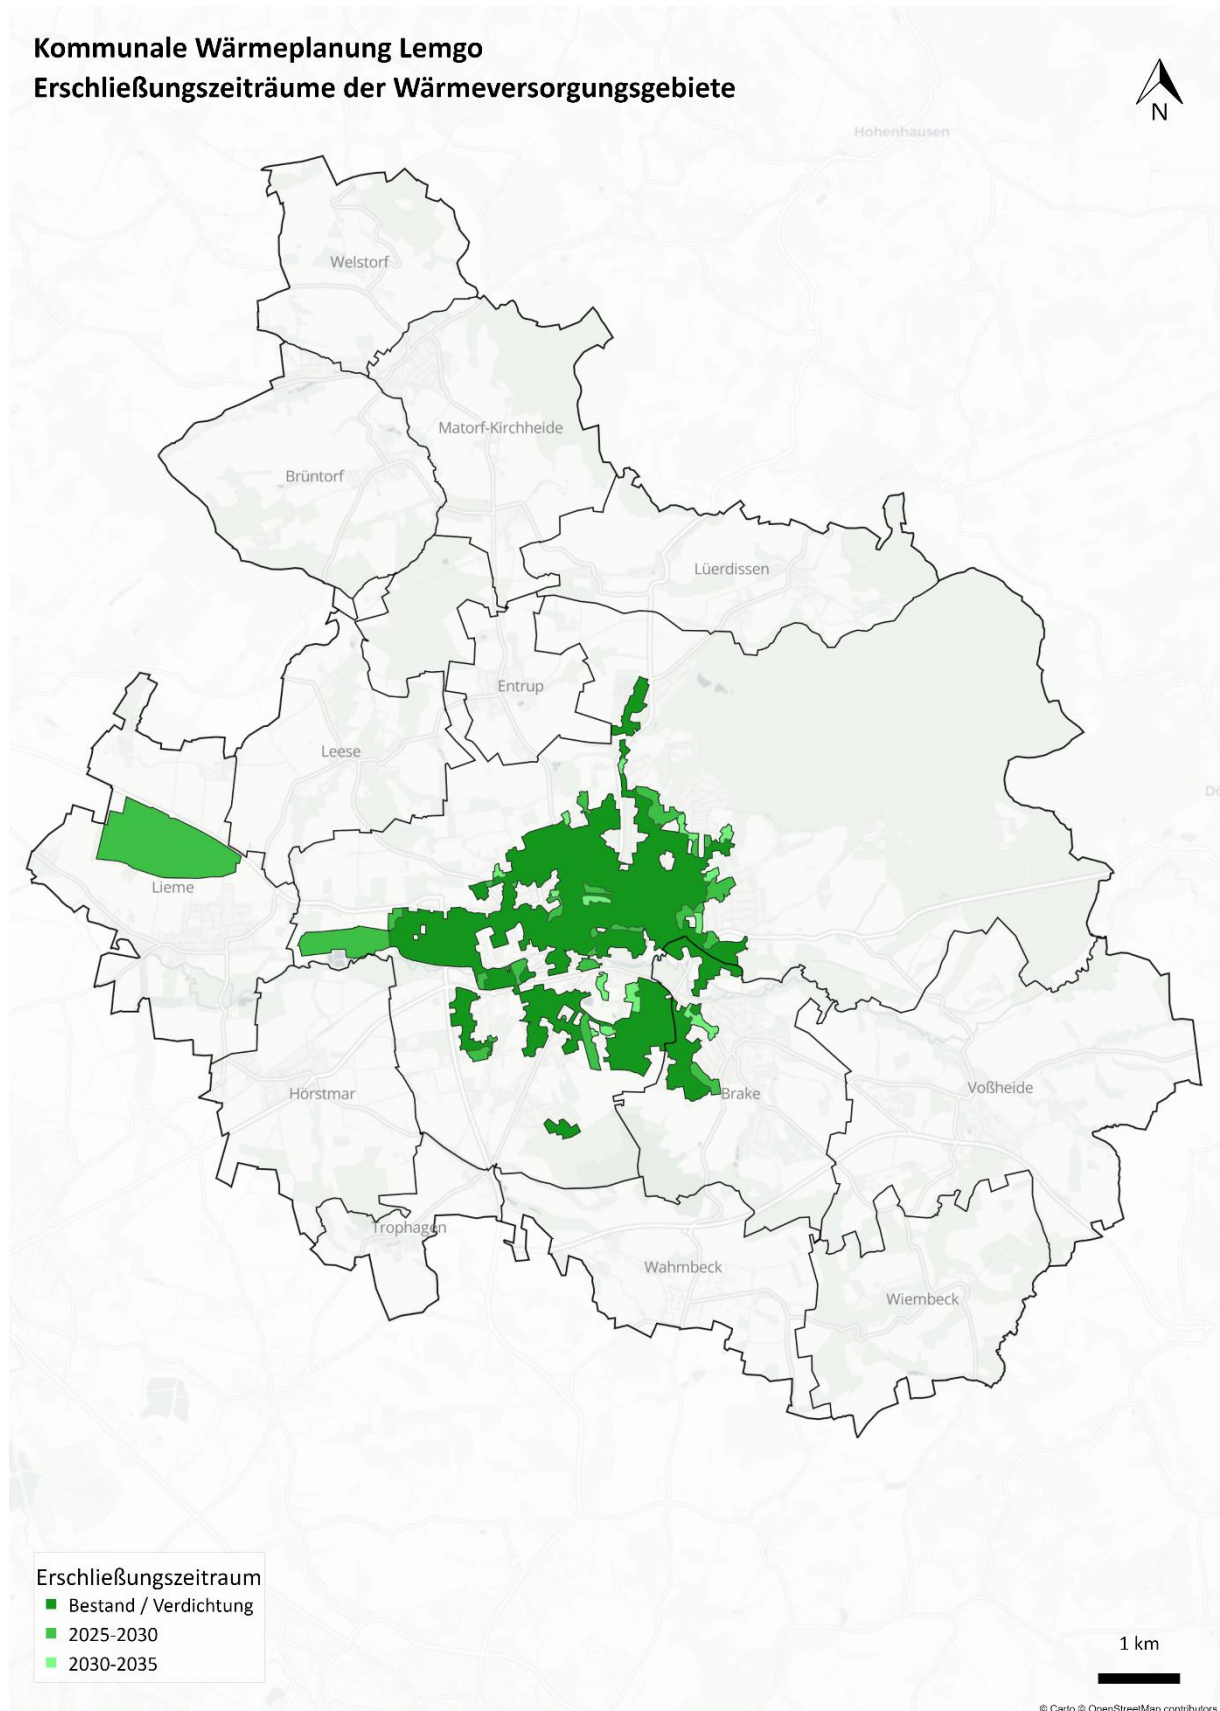 Kommunale Wärmeplanung Lemgo
Erschließungszeiträume der Wärmeversorgungsgebiete
N
Hohenhausen
Welstorf
Matorf-Kirchheide
Brüntorf
Lüerdissen
Entrup
Leese
Dö
Lieme
Hörstmar
Brake
Voßheide
Trophagen
Wahmbeck
Wiembeck
Erschließungszeitraum
Bestand / Verdichtung
2025-2030
2030-2035
1 km
© Carto © OpenStreetMap contributors